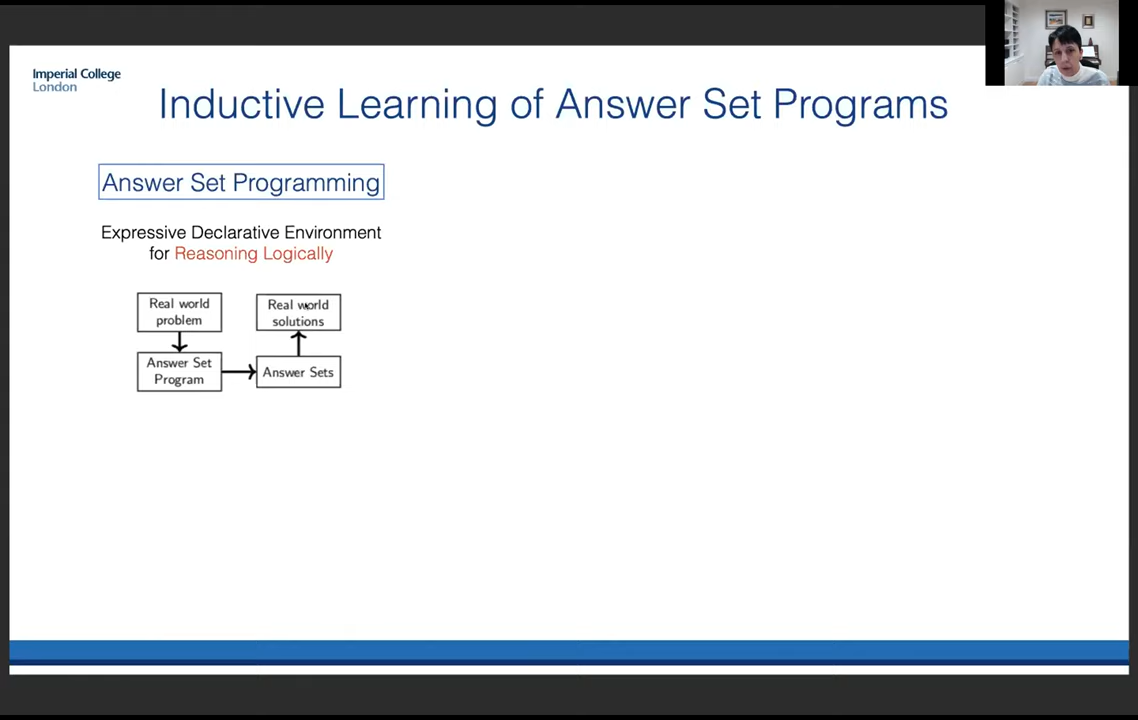 Imperial College
London
Inductive Learning of Answer Set Programs
Answer Set Programming
Expressive Declarative Environment
for Reasoning Logically
Real world
problem
Real world
solutions
Answer Set
Program
Answer Sets